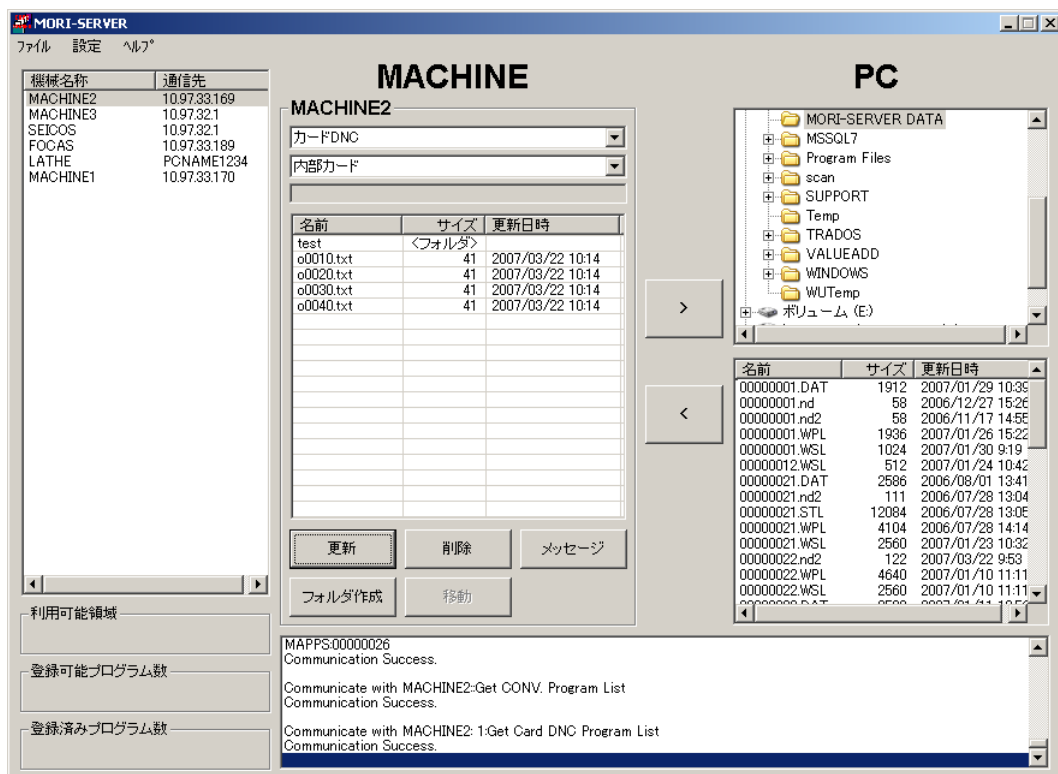 MORI-SERVER
ファイル 設定 ヘルプ
機械名称 通信先
MACHINE2 10.97.33.169
MACHINE3 10.97.32.1
SEICOS 10.97.32.1
FOCAS 10.97.33.189
LATHE PCNAME1234
MACHINE1 10.97.33.170
利用可能領域
登録可能プログラム数
登録済みプログラム数
MACHINE
MACHINE2
カードDNC
内部カード
名前 サイズ 更新日時
test <フォルダ>
o0010.txt 41 2007/03/22 10:14
o0020.txt 41 2007/03/22 10:14
o0030.txt 41 2007/03/22 10:14
o0040.txt 41 2007/03/22 10:14
更新 削除 メッセージ
フォルダ作成 移動
>
<
PC
MORI-SERVER DATA
MSSQL7
Program Files
scan
SUPPORT
Temp
TRADOS
VALUEADD
WINDOWS
WUTemp
ボリューム (E:)
名前 サイズ 更新日時
00000001.DAT 1912 2007/01/29 10:39
00000001.nd 58 2006/12/27 15:26
00000001.nd2 58 2006/11/17 14:55
00000001.WPL 1936 2007/01/26 15:22
00000001.WSL 1024 2007/01/30 9:19
00000012.WSL 512 2007/01/24 10:42
00000021.DAT 2586 2006/08/01 13:41
00000021.nd2 111 2006/07/28 13:04
00000021.STL 12084 2006/07/28 13:05
00000021.WPL 4104 2006/07/28 14:14
00000021.WSL 2560 2007/01/23 10:32
00000022.nd2 122 2007/03/22 9:53
00000022.WPL 4640 2007/01/10 11:11
00000022.WSL 2560 2007/01/10 11:11
MAPPS:00000026
Communication Success.
Communicate with MACHINE2::Get CONV. Program List
Communication Success.
Communicate with MACHINE2: 1:Get Card DNC Program List
Communication Success.